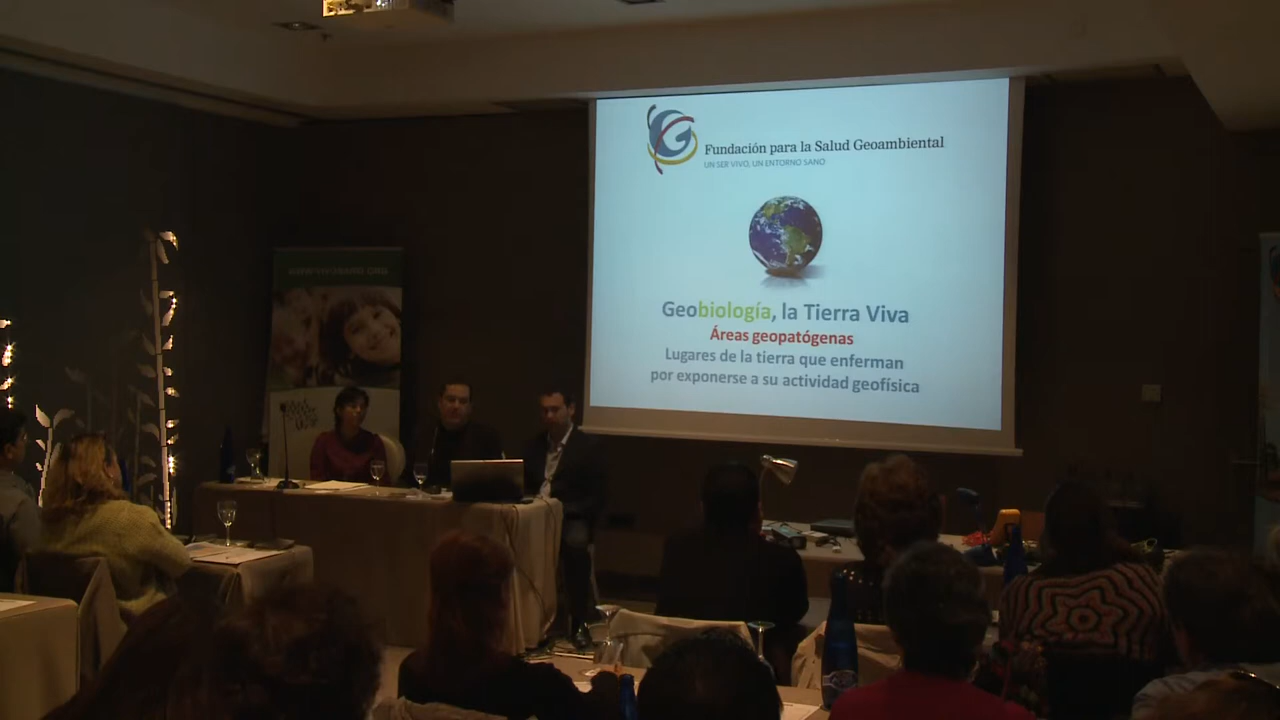 Fundación para la Salud Geoambiental
UN SER VIVO, UN ENTORNO SANO
Geobiología, la Tierra Viva
Áreas geopatógenas
Lugares de la tierra que enferman
por exponerse a su actividad geofísica